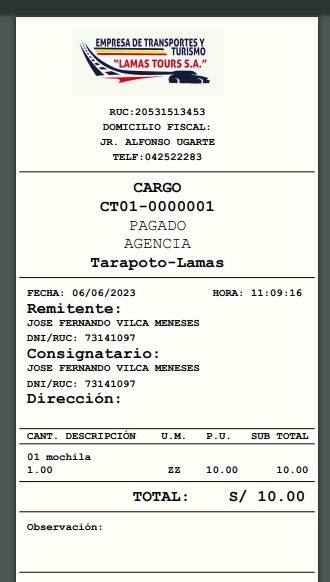 EMPRESA DE TRANSPORTES Y
TURISMO
"LAMAS TOURS S.A."
RUC:20531513453
DOMICILIO FISCAL:
JR. ALFONSO UGARTE
TELF:042522283
CARGO
CT01-0000001
PAGADO
AGENCIA
Tarapoto-Lamas
FECHA: 06/06/2023 HORA: 11:09:16
Remitente:
JOSE FERNANDO VILCA MENESES
DNI/RUC: 73141097
Consignatario:
JOSE FERNANDO VILCA MENESES
DNI/RUC: 73141097
Dirección:
CANT. DESCRIPCIÓN U.M. P.U. SUB TOTAL
01 mochila
1.00 ZZ 10.00 10.00
TOTAL: S/ 10.00
Observación: